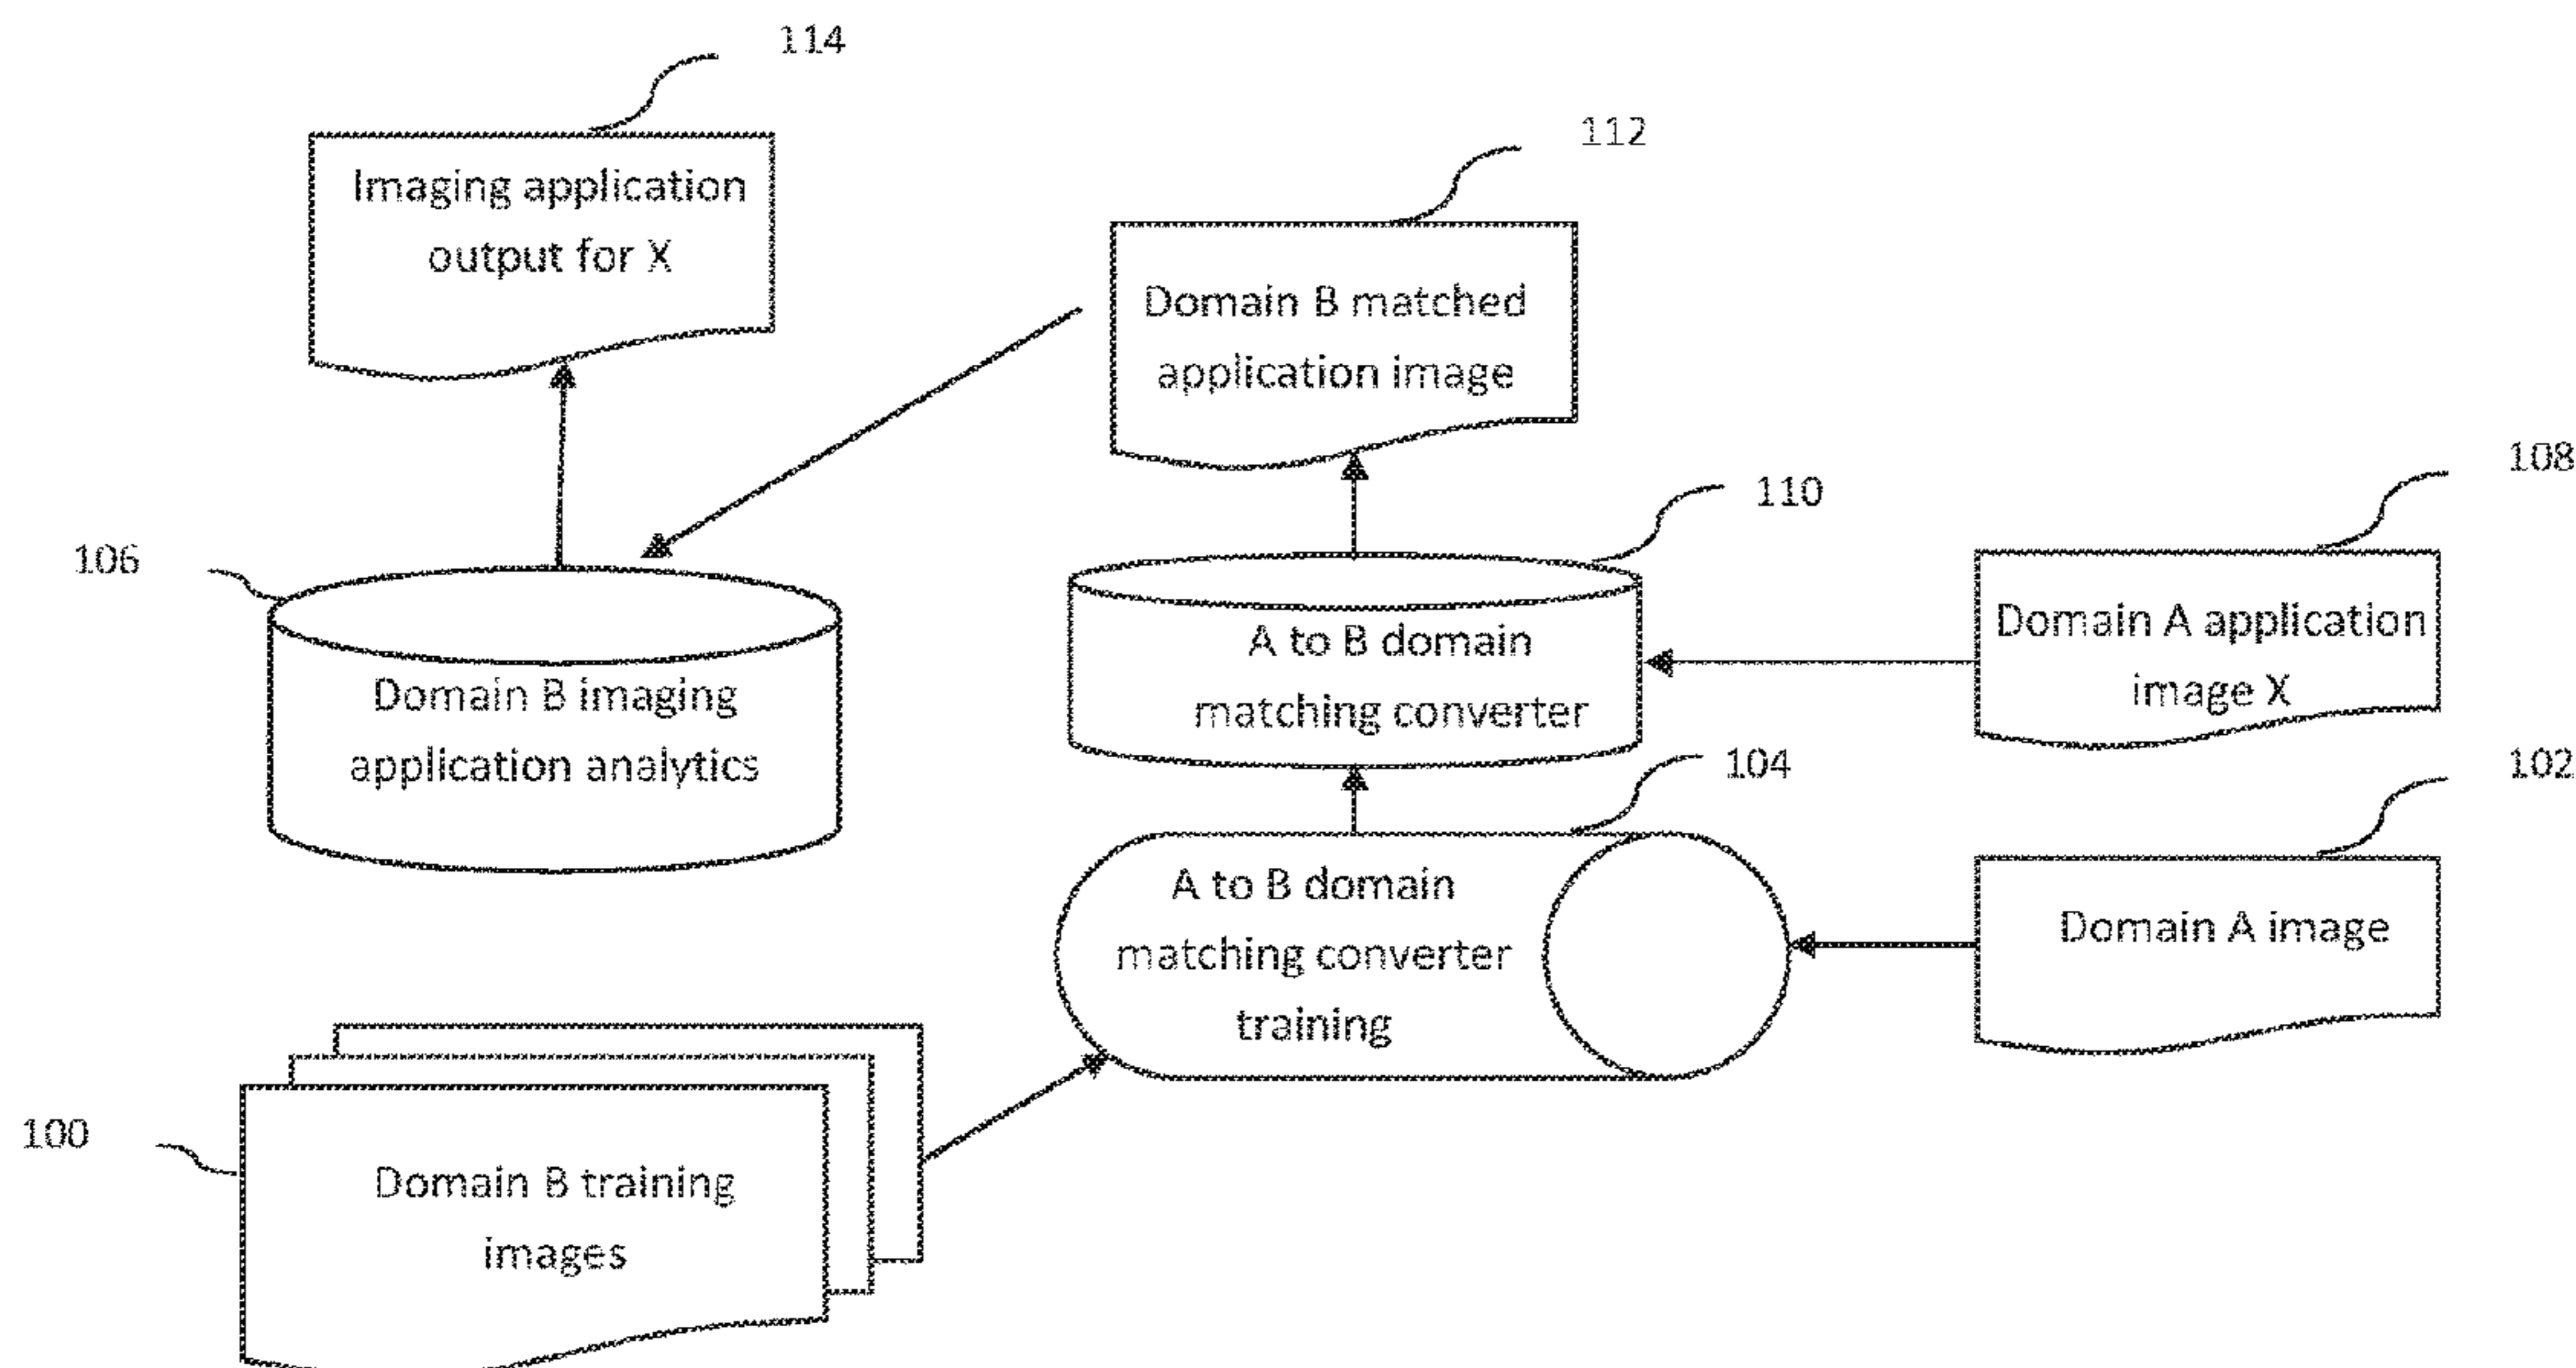 114
Imaging application
output for X
112
Domain B matched
application image
108
110
106
Domain A application
image X
A to B domain
matching converter
Domain B imaging
application analytics
104
102
A to B domain
matching converter
training
Domain A image
100
Domain B training
images